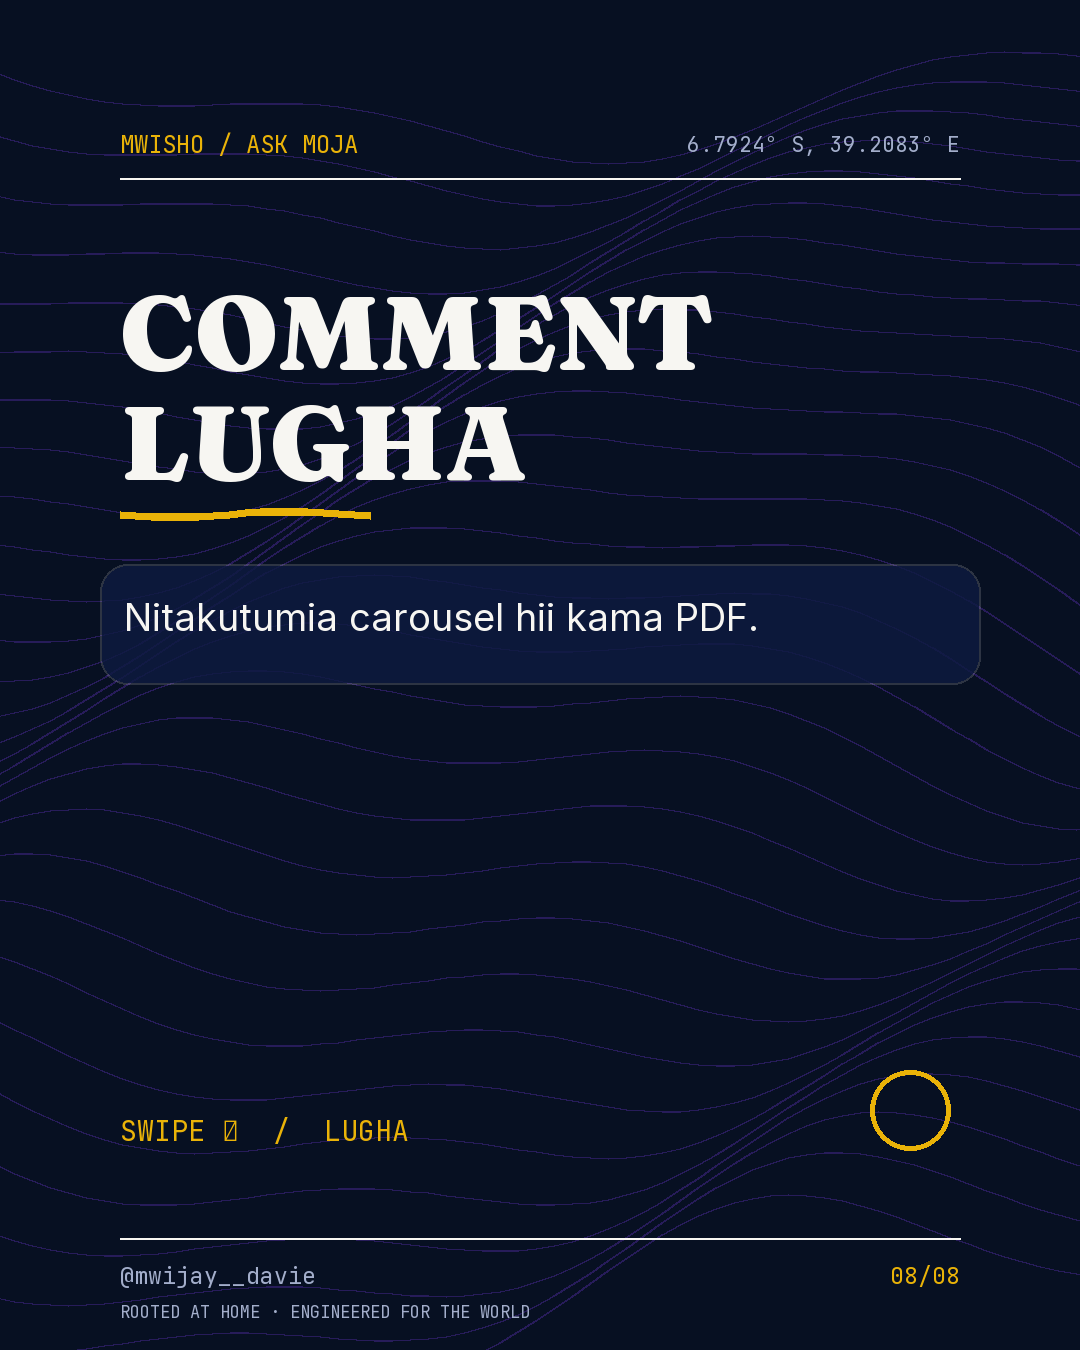 MWISHO / ASK MOJA
6.7924° S, 39.2083° E
COMMENT
LUGHA
Nitakutumia carousel hii kama PDF.
SWIPE / LUGHA
@mwijay__davie
08/08
ROOTED AT HOME · ENGINEERED FOR THE WORLD